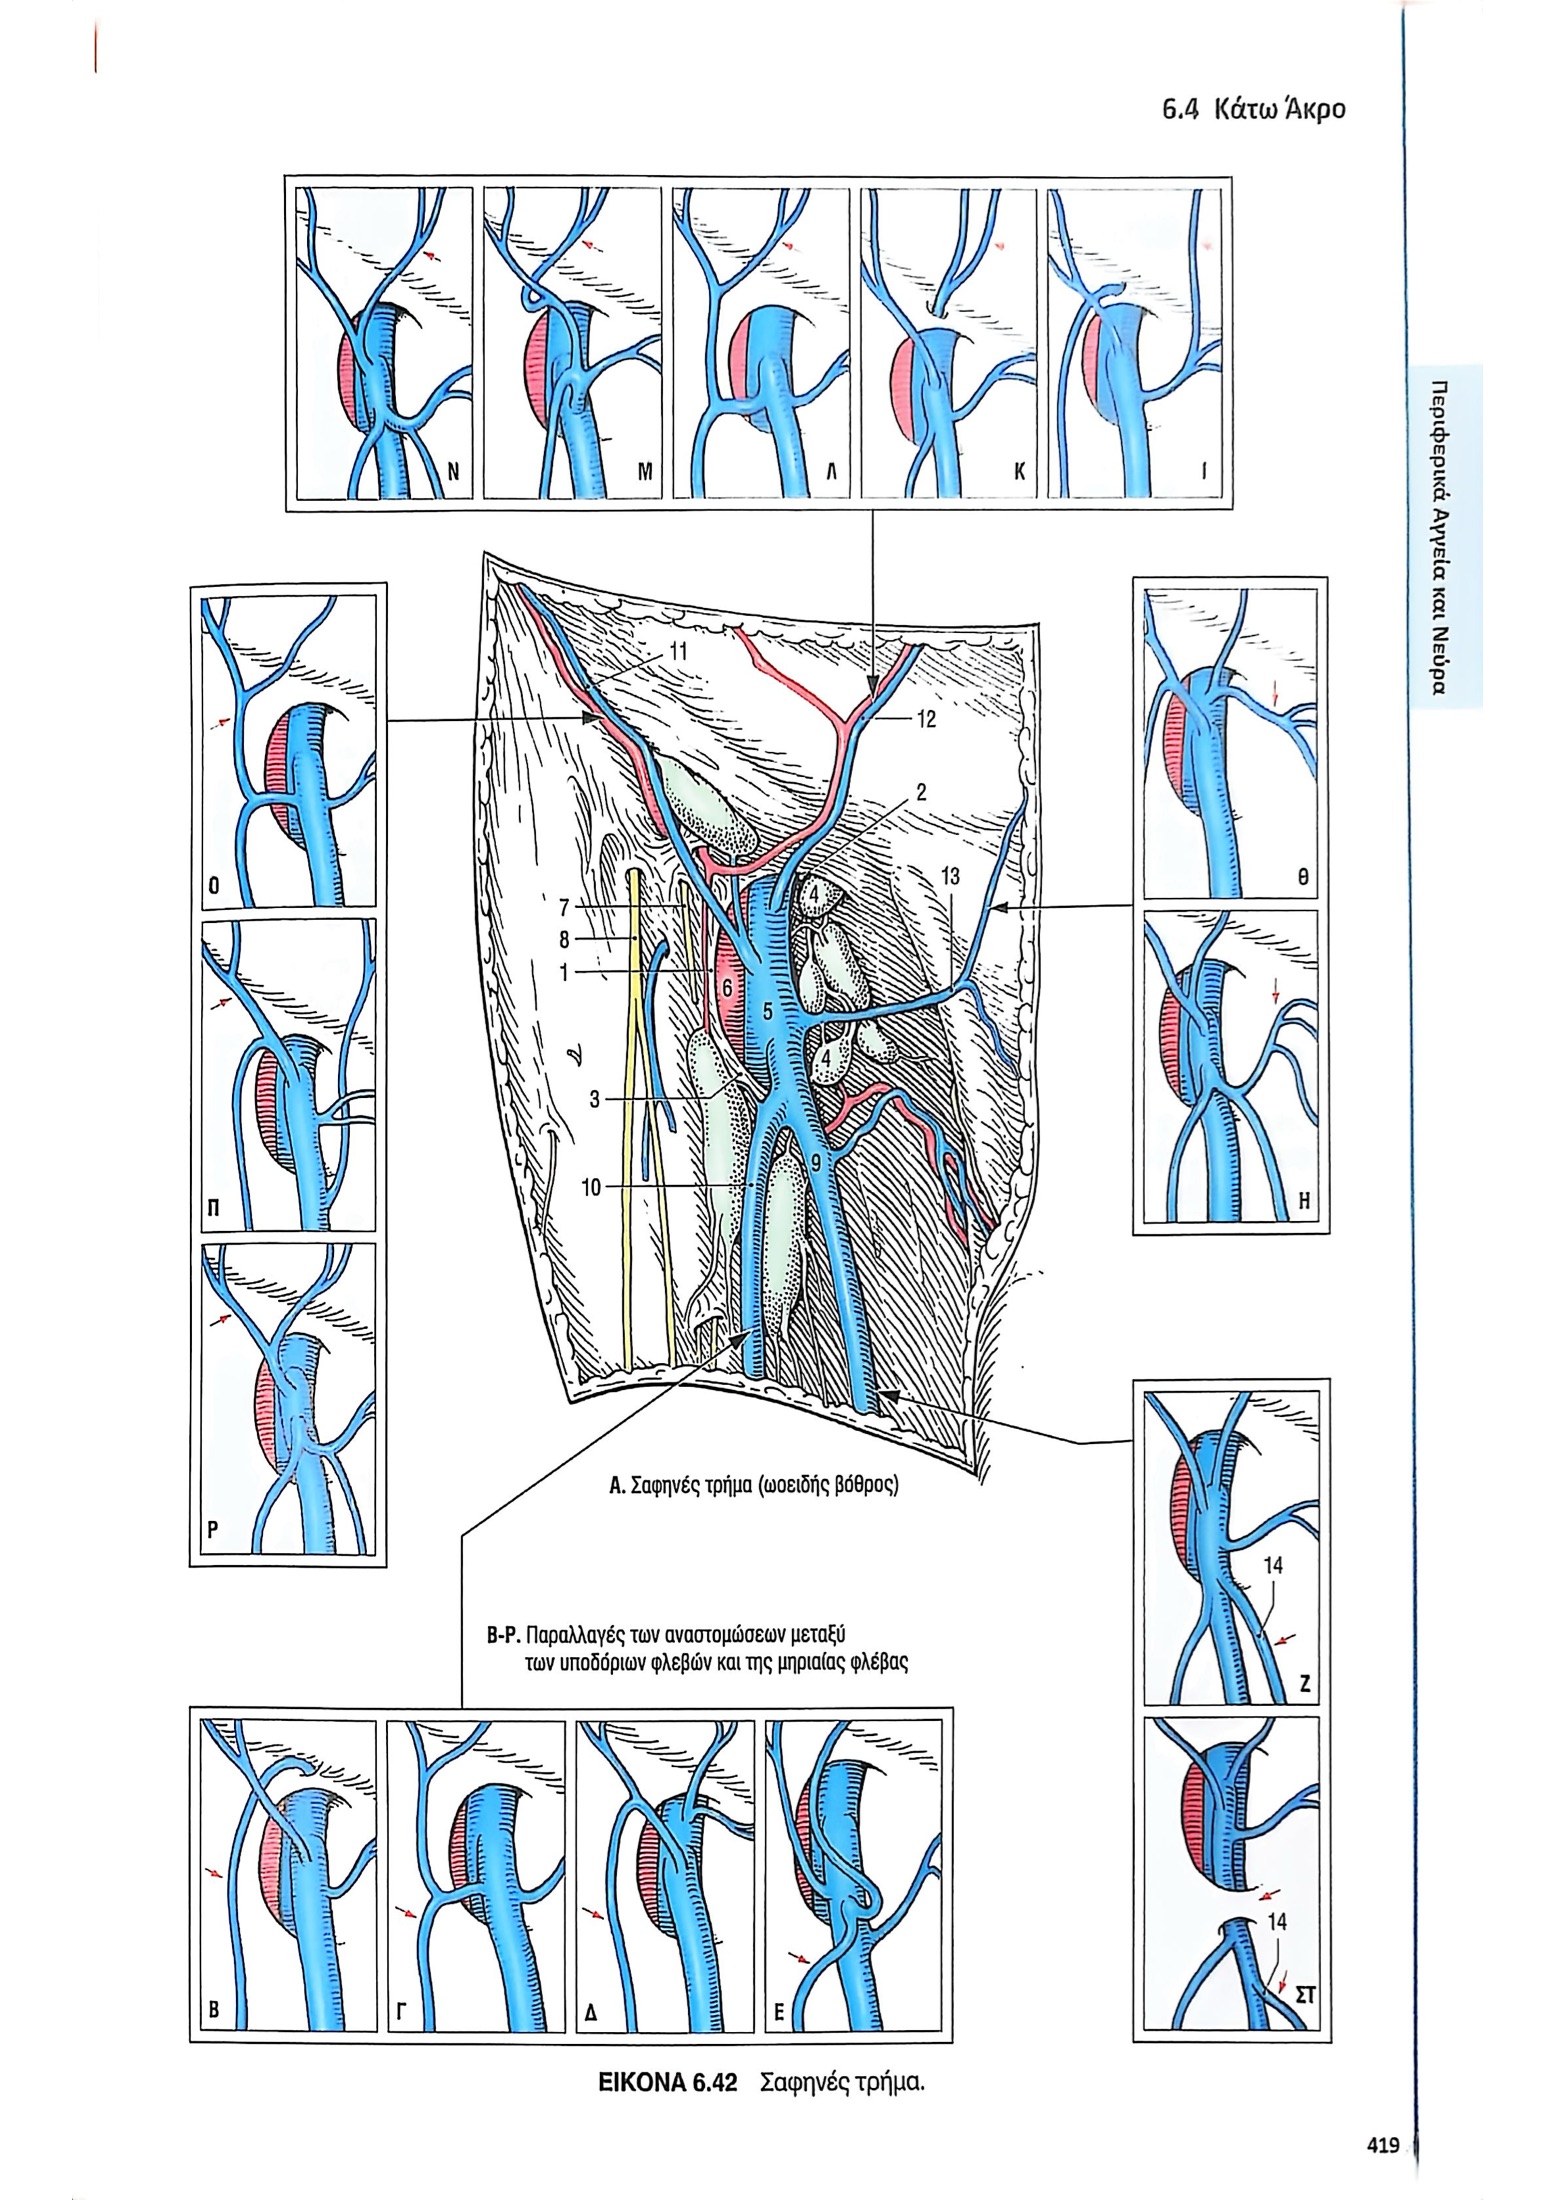 6.4 Κάτω Άκρο
Περιφερικά Αγγεία και Νεύρα
Ν
Μ
Λ
Κ
Ι
11
12
2
13
4
7
8
1
6
5
4
3
9
10
Ο
Π
Ρ
Θ
Η
14
Ζ
14
ΣΤ
Α. Σαφηνές τρήμα (ωοειδής βόθρος)
Β-Ρ. Παραλλαγές των αναστομώσεων μεταξύ
των υποδόριων φλεβών και της μηριαίας φλέβας
Β
Γ
Δ
Ε
ΕΙΚΟΝΑ 6.42 Σαφηνές τρήμα.
419